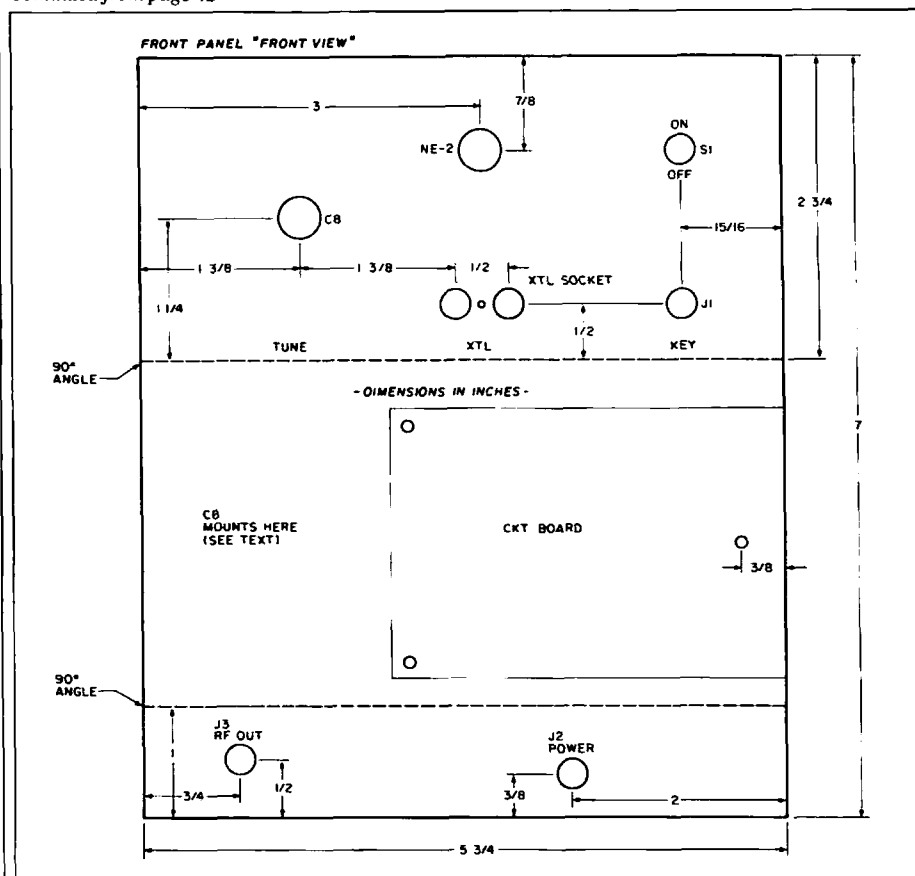 FRONT PANEL "FRONT VIEW"
3
7/8
NE-2
ON
S1
OFF
2 3/4
C8
15/16
1 3/8
1 3/8
1/2
XTL SOCKET
1 1/4
J1
1/2
TUNE
XTL
KEY
90°
ANGLE
-DIMENSIONS IN INCHES-
7
C8
MOUNTS HERE
(SEE TEXT)
CKT BOARD
3/8
90°
ANGLE
J3
RF OUT
J2
POWER
1
3/4
1/2
3/8
2
5 3/4